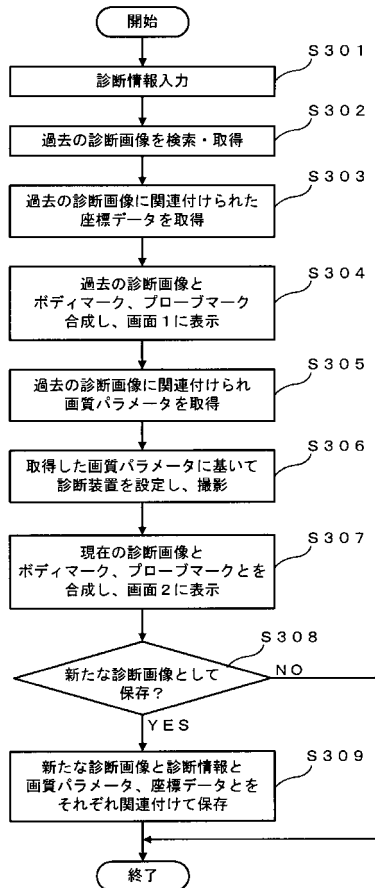 開始
S301
診断情報入力
S302
過去の診断画像を検索・取得
S303
過去の診断画像に関連付けられた
座標データを取得
S304
過去の診断画像と
ボディマーク、プローブマーク
合成し、画面1に表示
S305
過去の診断画像に関連付けられ
画質パラメータを取得
S306
取得した画質パラメータに基いて
診断装置を設定し、撮影
S307
現在の診断画像と
ボディマーク、プローブマークとを
合成し、画面2に表示
S308
新たな診断画像として
保存？
NO
YES
S309
新たな診断画像と診断情報と
画質パラメータ、座標データとを
それぞれ関連付けて保存
終了